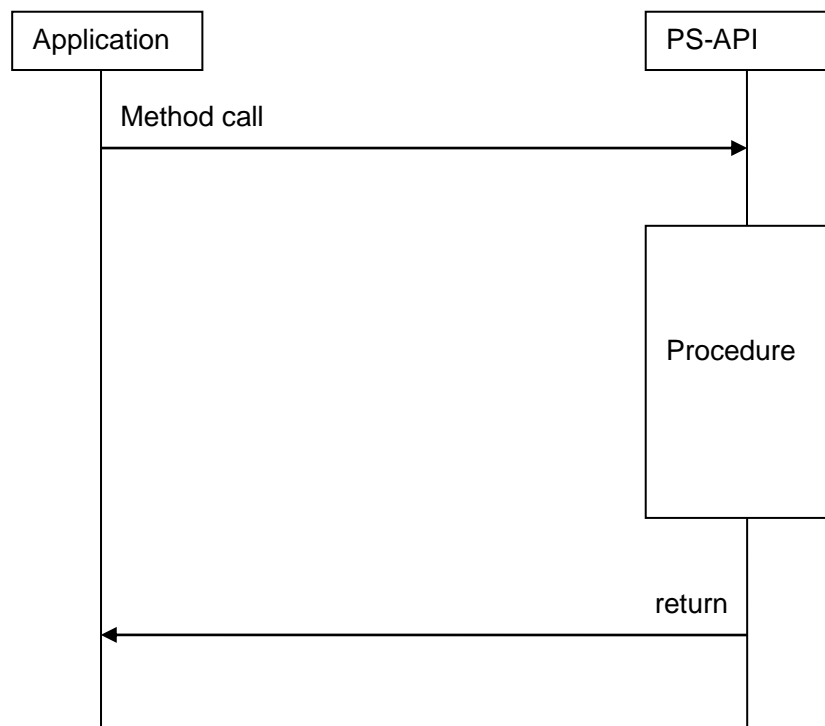 Application
PS-API
Method call
Procedure
return